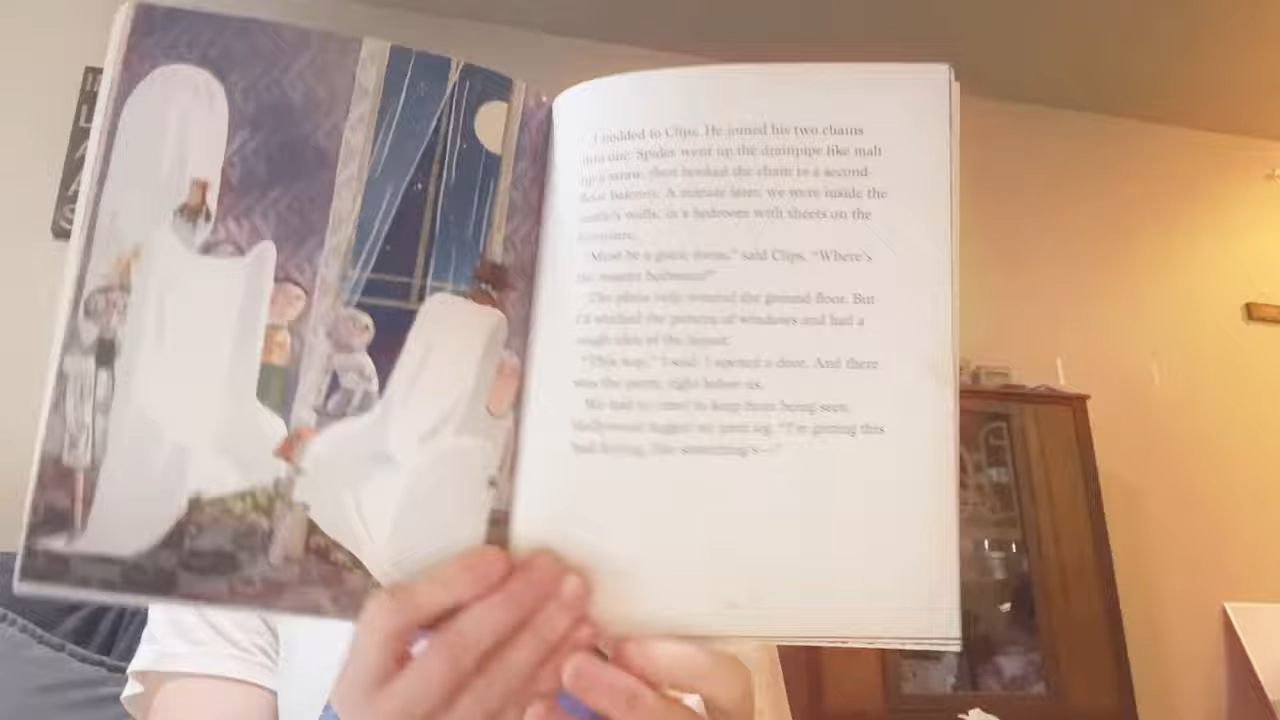 I nodded to Clips. He joined his two chains
into one. Spider went up the drainpipe like malt
up a straw, then hooked the chain to a second-
floor balcony. A minute later, we were inside the
castle's walls, in a bedroom with sheets on the
furniture.
"Must be a guest room," said Clips. "Where's
the master bedroom?"
The plans only covered the ground floor. But
I'd studied the pattern of windows and had a
rough idea of the layout.
"This way," I said. I opened a door. And there
was the party, right below us.
We had to crawl to keep from being seen.
tugged my pant leg. "I'm getting this
bad feeling, like something's—"